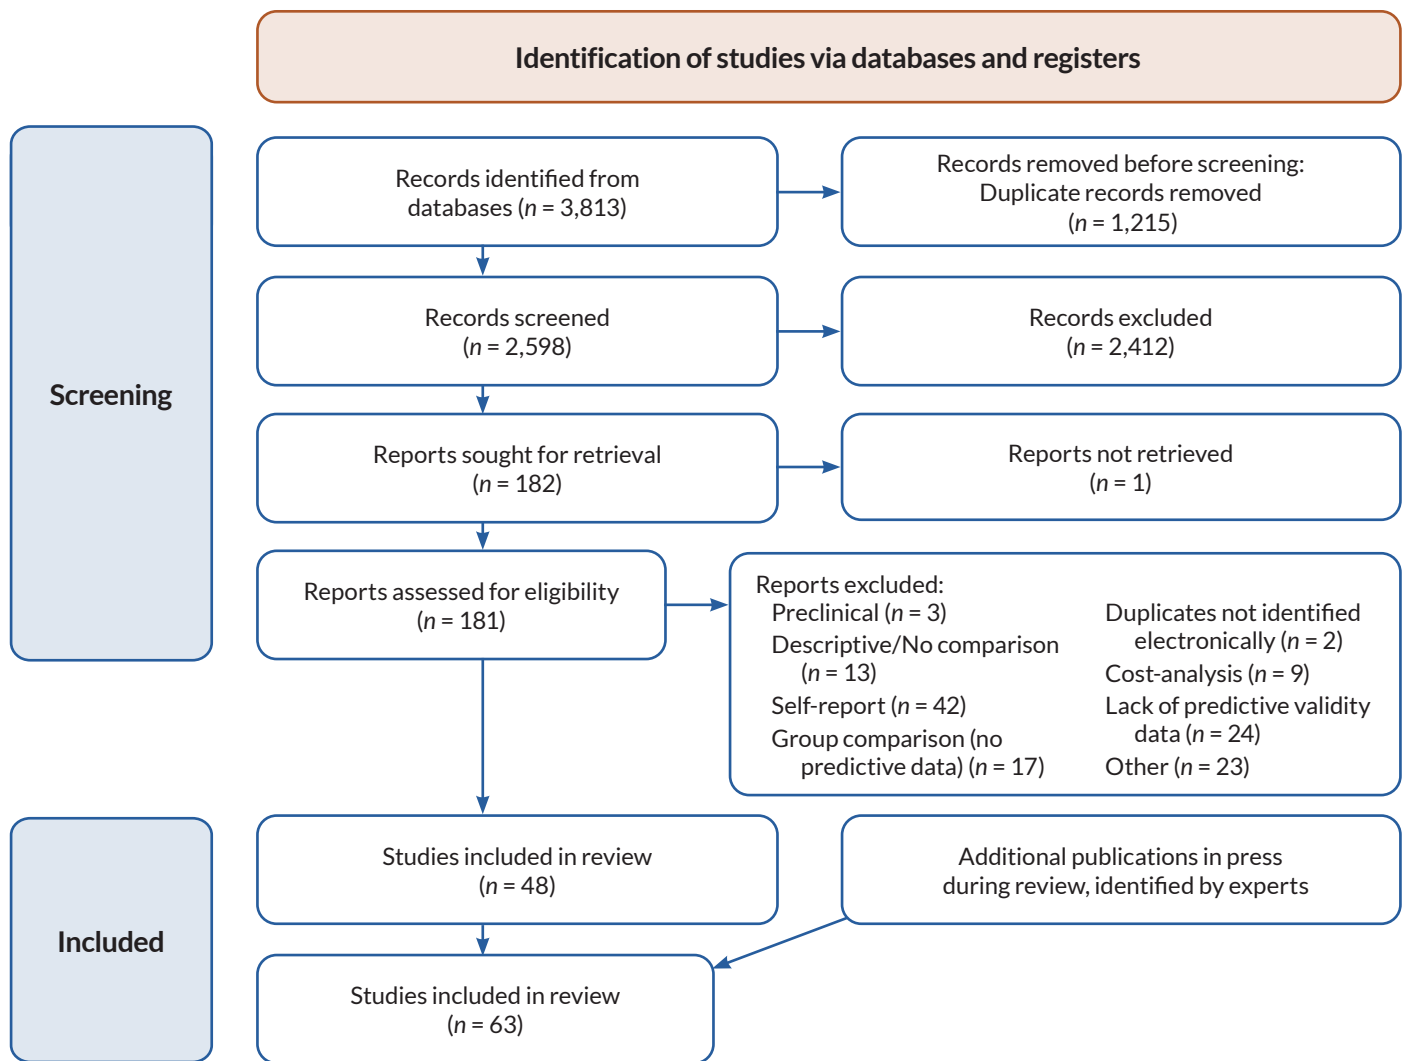 Identification of studies via databases and registers
Screening
Records identified from
databases (n = 3,813)
Records removed before screening:
Duplicate records removed
(n = 1,215)
Records screened
(n = 2,598)
Records excluded
(n = 2,412)
Reports sought for retrieval
(n = 182)
Reports not retrieved
(n = 1)
Reports assessed for eligibility
(n = 181)
Reports excluded:
Preclinical (n = 3)
Descriptive/No comparison
(n = 13)
Self-report (n = 42)
Group comparison (no
predictive data) (n = 17)
Duplicates not identified
electronically (n = 2)
Cost-analysis (n = 9)
Lack of predictive validity
data (n = 24)
Other (n = 23)
Included
Studies included in review
(n = 48)
Additional publications in press
during review, identified by experts
Studies included in review
(n = 63)